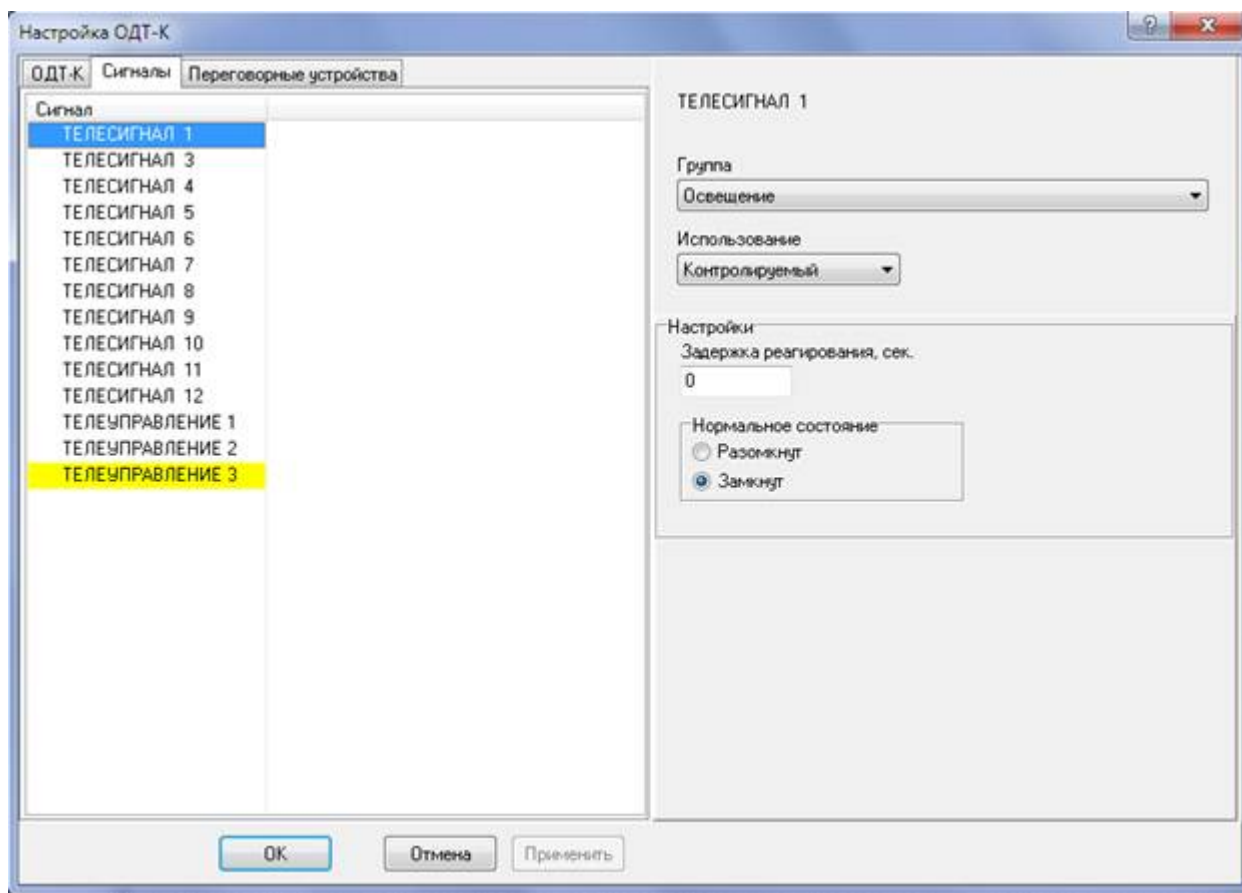 Настройка ОДТ-К
ОДТ-К Сигналы Переговорные устройства
Сигнал
ТЕЛЕСИГНАЛ 1
ТЕЛЕСИГНАЛ 3
ТЕЛЕСИГНАЛ 4
ТЕЛЕСИГНАЛ 5
ТЕЛЕСИГНАЛ 6
ТЕЛЕСИГНАЛ 7
ТЕЛЕСИГНАЛ 8
ТЕЛЕСИГНАЛ 9
ТЕЛЕСИГНАЛ 10
ТЕЛЕСИГНАЛ 11
ТЕЛЕСИГНАЛ 12
ТЕЛЕУПРАВЛЕНИЕ 1
ТЕЛЕУПРАВЛЕНИЕ 2
ТЕЛЕУПРАВЛЕНИЕ 3
ТЕЛЕСИГНАЛ 1
Группа
Освещение
Использование
Контролируемый
Настройки
Задержка реагирования, сек.
0
Нормальное состояние
Разомкнут
Замкнут
OK Отмена Применить